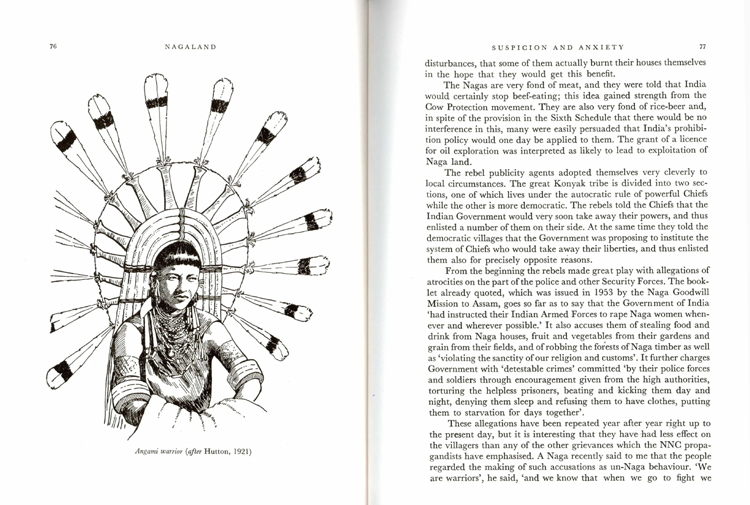 76
NAGALAND
Angami warrior (after Hutton, 1921)
SUSPICION AND ANXIETY
77
disturbances, that some of them actually burnt their houses themselves
in the hope that they would get this benefit.
The Nagas are very fond of meat, and they were told that India
would certainly stop beef-eating; this idea gained strength from the
Cow Protection movement. They are also very fond of rice-beer and,
in spite of the provision in the Sixth Schedule that there would be no
interference in this, many were easily persuaded that India's prohibi-
tion policy would one day be applied to them. The grant of a licence
for oil exploration was interpreted as likely to lead to exploitation of
Naga land.
The rebel publicity agents adopted themselves very cleverly to
local circumstances. The great Konyak tribe is divided into two sec-
tions, one of which lives under the autocratic rule of powerful Chiefs
while the other is more democratic. The rebels told the Chiefs that the
Indian Government would very soon take away their powers, and thus
enlisted a number of them on their side. At the same time they told the
democratic villages that the Government was proposing to institute the
system of Chiefs who would take away their liberties, and thus enlisted
them also for precisely opposite reasons.
From the beginning the rebels made great play with allegations of
atrocities on the part of the police and other Security Forces. The book-
let already quoted, which was issued in 1953 by the Naga Goodwill
Mission to Assam, goes so far as to say that the Government of India
'had instructed their Indian Armed Forces to rape Naga women when-
ever and wherever possible.' It also accuses them of stealing food and
drink from Naga houses, fruit and vegetables from their gardens and
grain from their fields, and of robbing the forests of Naga timber as well
as 'violating the sanctity of our religion and customs'. It further charges
Government with 'detestable crimes' committed 'by their police forces
and soldiers through encouragement given from the high authorities,
torturing the helpless prisoners, beating and kicking them day and
night, denying them sleep and refusing them to have clothes, putting
them to starvation for days together'.
These allegations have been repeated year after year right up to
the present day, but it is interesting that they have had less effect on
the villagers than any of the other grievances which the NNC propa-
gandists have emphasised. A Naga recently said to me that the people
regarded the making of such accusations as un-Naga behaviour. 'We
are warriors', he said, 'and we know that when we go to fight we